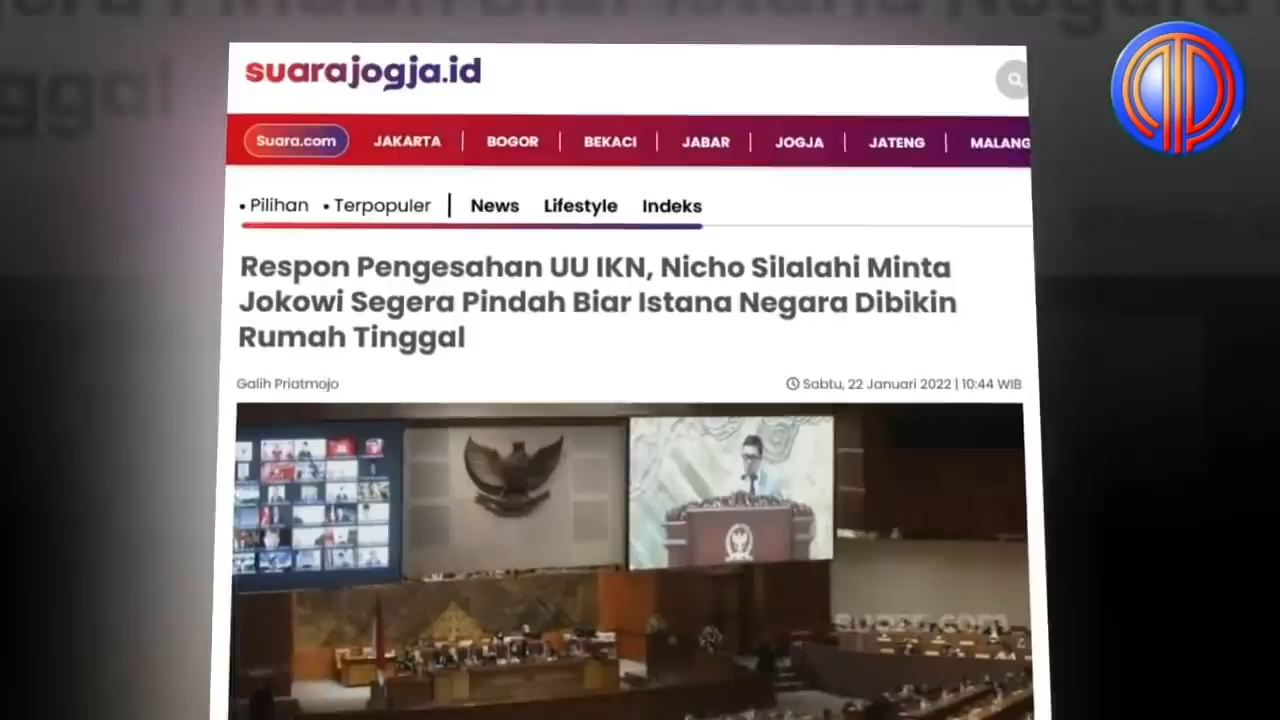 suarajogja.id
Suara.com JAKARTA BOGOR BEKACI JABAR JOGJA JATENG MALANG
• Pilihan • Terpopuler News Lifestyle Indeks
Respon Pengesahan UU IKN, Nicho Silalahi Minta
Jokowi Segera Pindah Biar Istana Negara Dibikin
Rumah Tinggal
Galih Priatmojo
Sabtu, 22 Januari 2022 | 10:44 WIB
suara.com